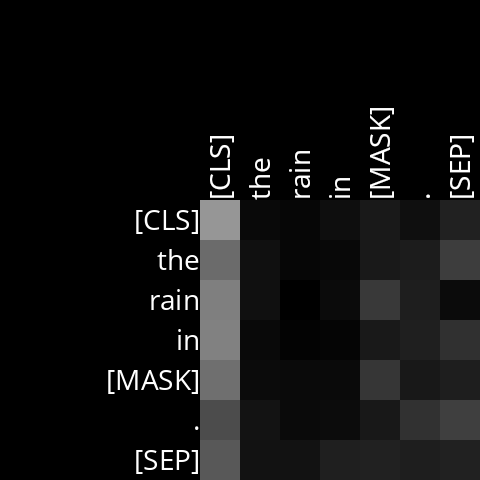 [CLS] the rain in [MASK] . [SEP]
[CLS]
the
rain
in
[MASK]
.
[SEP]